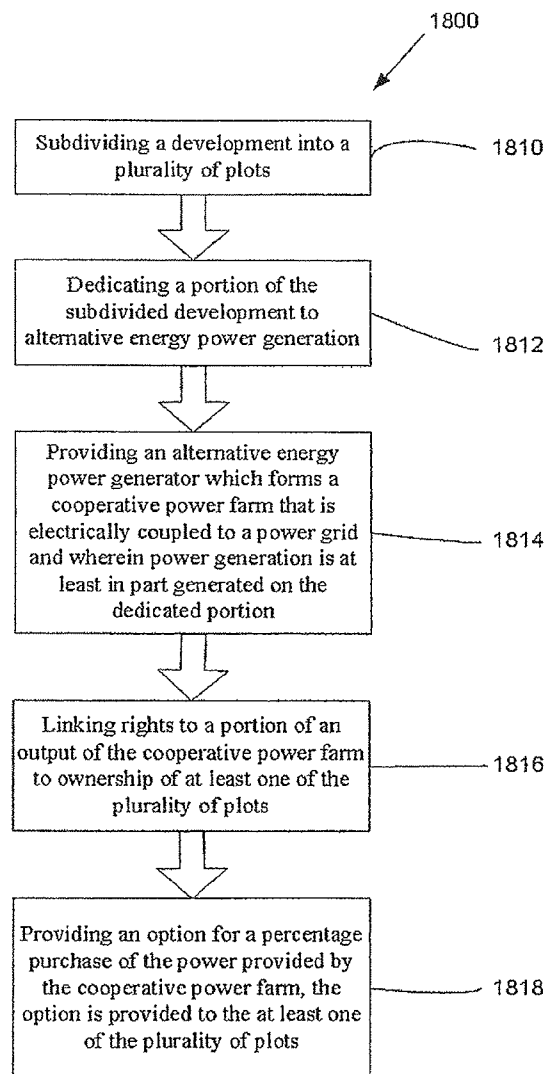 1800
Subdividing a development into a
plurality of plots
1810
Dedicating a portion of the
subdivided development to
alternative energy power generation
1812
Providing an alternative energy
power generator which forms a
cooperative power farm that is
electrically coupled to a power grid
and wherein power generation is at
least in part generated on the
dedicated portion
1814
Linking rights to a portion of an
output of the cooperative power farm
to ownership of at least one of the
plurality of plots
1816
Providing an option for a percentage
purchase of the power provided by
the cooperative power farm, the
option is provided to the at least one
of the plurality of plots
1818